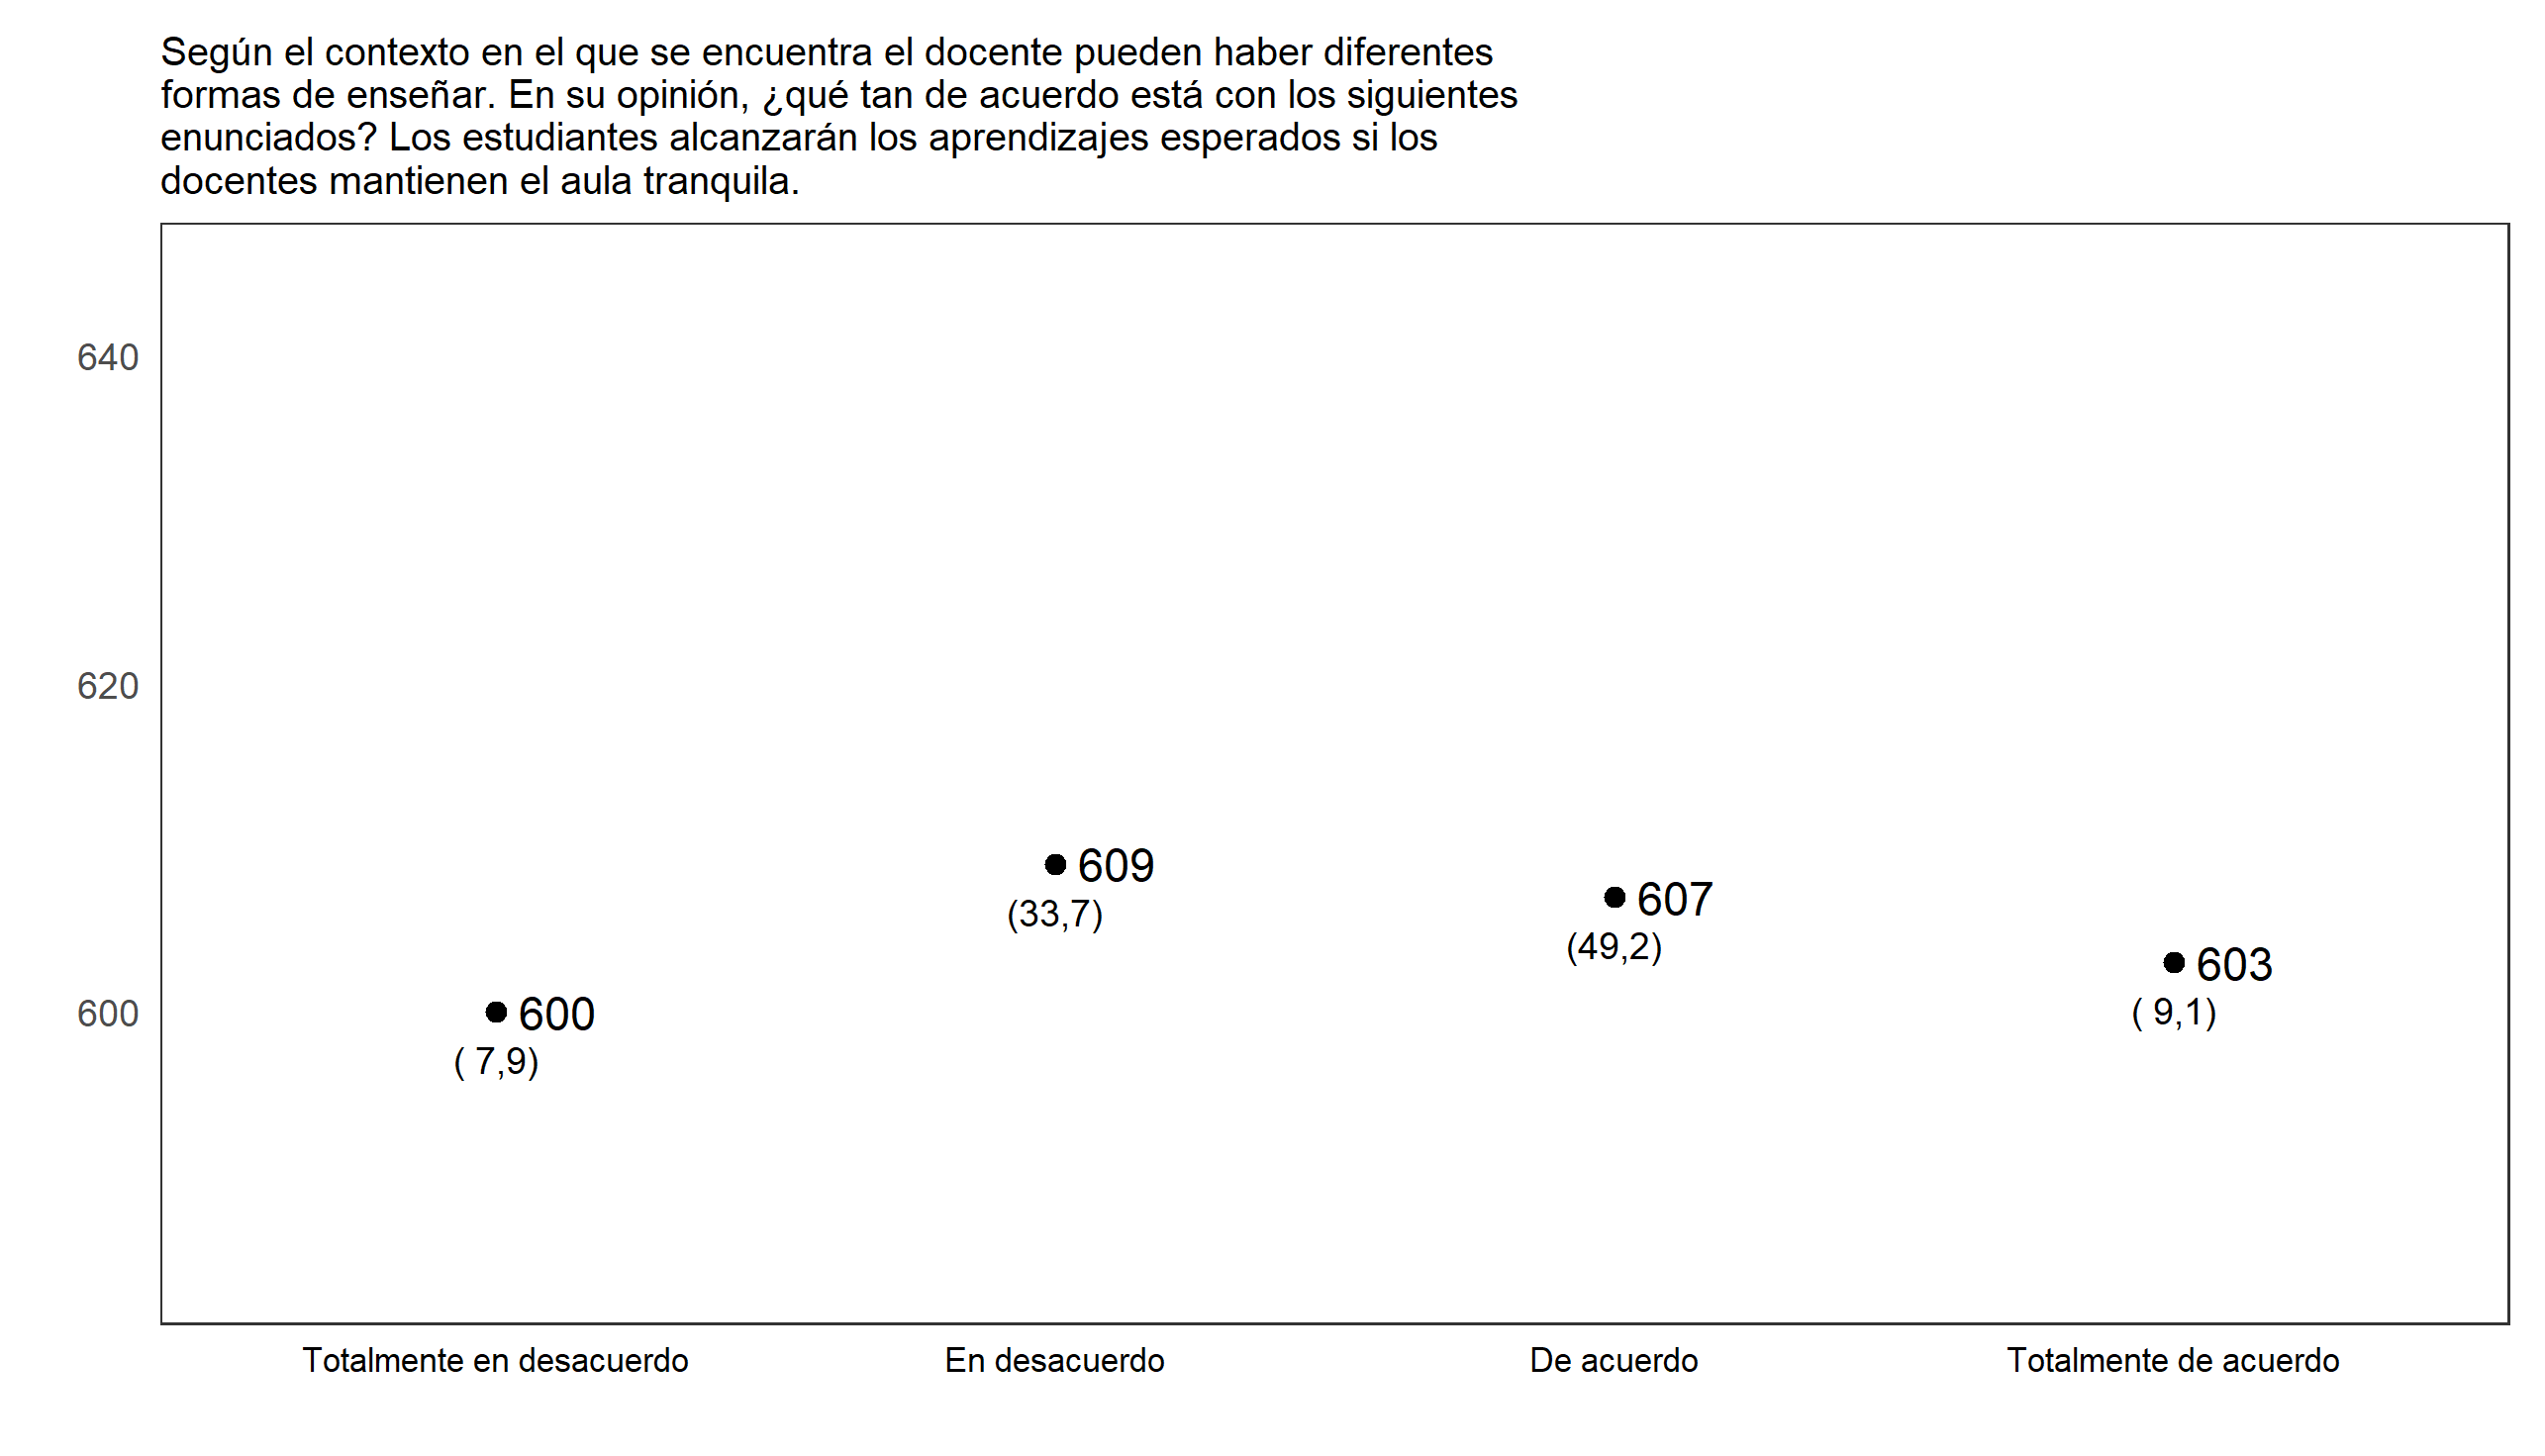 Según el contexto en el que se encuentra el docente pueden haber diferentes
formas de enseñar. En su opinión, ¿qué tan de acuerdo está con los siguientes
enunciados? Los estudiantes alcanzarán los aprendizajes esperados si los
docentes mantienen el aula tranquila.
640
620
600
600
( 7,9)
609
(33,7)
607
(49,2)
603
( 9,1)
Totalmente en desacuerdo
En desacuerdo
De acuerdo
Totalmente de acuerdo